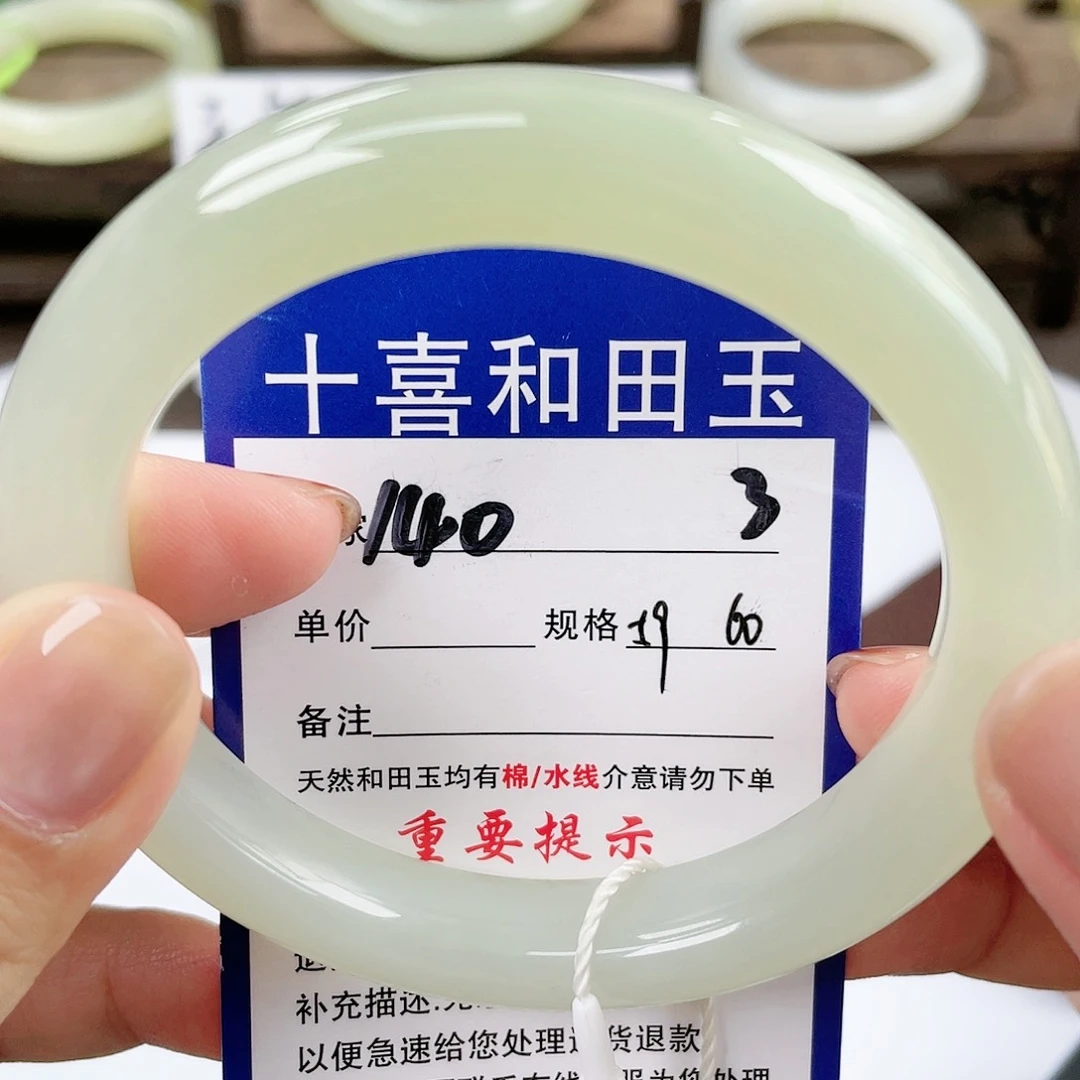 十喜和田玉
家 140 3
单价 规格 59 60
备注
天然和田玉均有棉/水线介意请勿下单
重要提示
补充描述:
以便急速给您处理 货退款